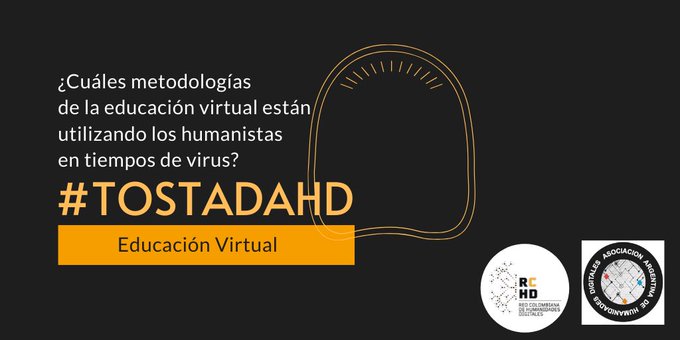 ¿Cuáles metodologías
de la educación virtual están
utilizando los humanistas
en tiempos de virus?
#TOSTADAHD
Educación Virtual
RC
HD
RED COLOMBIANA
DE HUMANIDADES
DIGITALES
ASOCIACION ARGENTINA DE HUMANIDADES DIGITALES